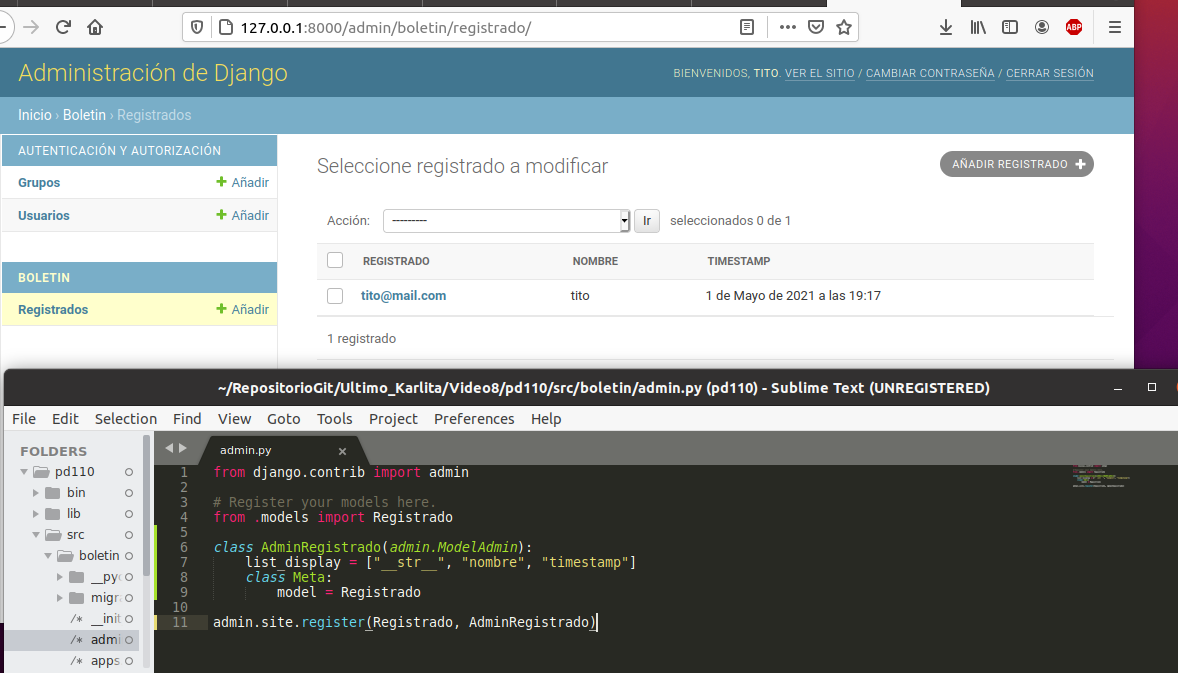 127.0.0.1:8000/admin/boletin/registrado/
ABP
Administración de Django
BIENVENIDOS, TITO. VER EL SITIO / CAMBIAR CONTRASEÑA / CERRAR SESIÓN
Inicio › Boletin › Registrados
AUTENTICACIÓN Y AUTORIZACIÓN
Grupos + Añadir
Usuarios + Añadir
BOLETIN
Registrados + Añadir
Seleccione registrado a modificar
AÑADIR REGISTRADO +
Acción: --------- Ir seleccionados 0 de 1
REGISTRADO NOMBRE TIMESTAMP
tito@mail.com tito 1 de Mayo de 2021 a las 19:17
1 registrado
~/RepositorioGit/Ultimo_Karlita/Video8/pd110/src/boletin/admin.py (pd110) - Sublime Text (UNREGISTERED)
File Edit Selection Find View Goto Tools Project Preferences Help
FOLDERS
pd110
bin
lib
src
boletin
__pyc
migra
/* __init
/* admi
/* apps
admin.py ×
1 from django.contrib import admin
2
3 # Register your models here.
4 from .models import Registrado
5
6 class AdminRegistrado(admin.ModelAdmin):
7     list_display = ["__str__", "nombre", "timestamp"]
8     class Meta:
9         model = Registrado
10
11 admin.site.register(Registrado, AdminRegistrado)